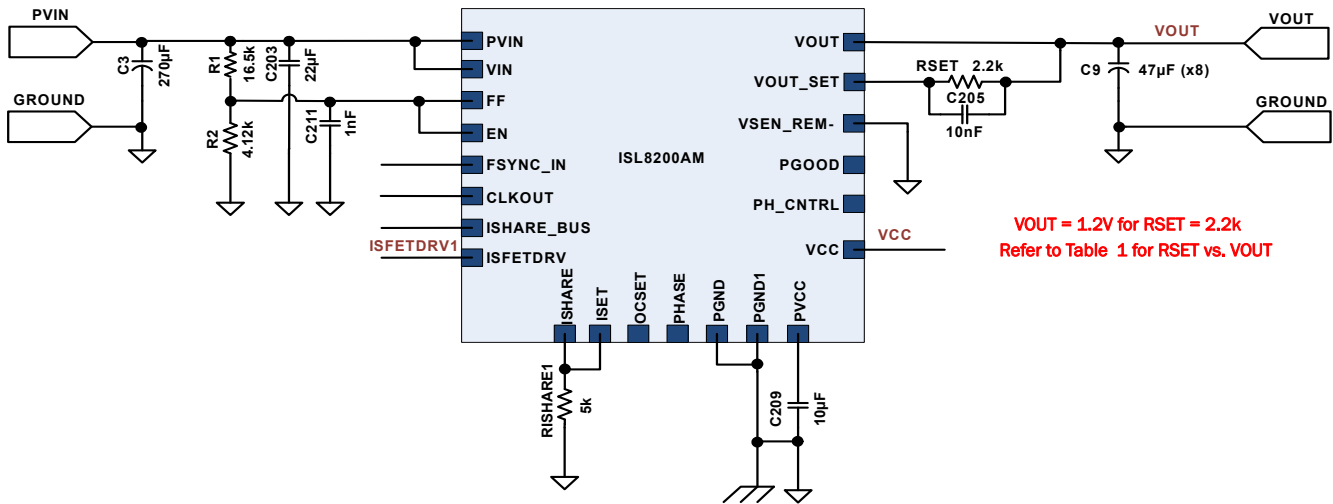 PVIN
GROUND
C3
270µF
R1
16.5k
C203
22µF
R2
4.12k
C211
1nF
ISFETDRV1
PVIN
VIN
FF
EN
FSYNC_IN
CLKOUT
ISHARE_BUS
ISFETDRV
ISL8200AM
VOUT
VOUT_SET
VSEN_REM-
PGOOD
PH_CNTRL
VCC
ISHARE
ISET
OCSET
PHASE
PGND
PGND1
PVCC
RISHARE1
5k
C209
10µF
RSET 2.2k
C205
10nF
VOUT
VOUT
C9 47µF (x8)
GROUND
VCC
VOUT = 1.2V for RSET = 2.2k
Refer to Table 1 for RSET vs. VOUT